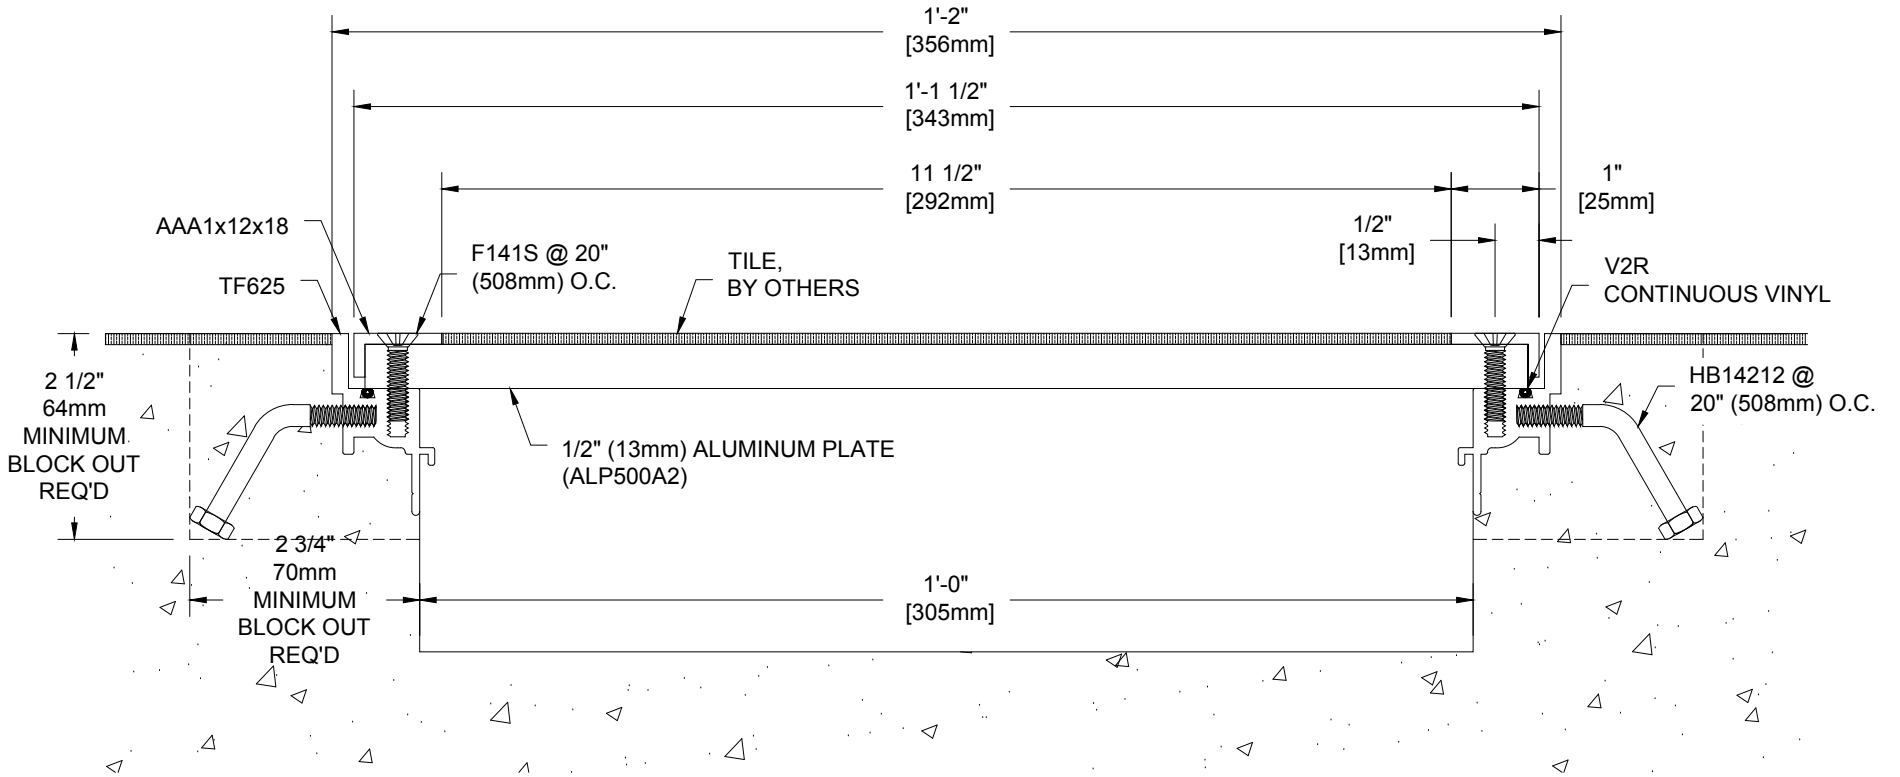 1'-2"
[356mm]
1'-1 1/2"
[343mm]
11 1/2"
[292mm]
1"
[25mm]
1/2"
[13mm]
AAA1x12x18
TF625
F141S @ 20"
(508mm) O.C.
TILE,
BY OTHERS
V2R
CONTINUOUS VINYL
2 1/2"
64mm
MINIMUM
BLOCK OUT
REQ'D
HB14212 @
20" (508mm) O.C.
1/2" (13mm) ALUMINUM PLATE
(ALP500A2)
2 3/4"
70mm
MINIMUM
BLOCK OUT
REQ'D
1'-0"
[305mm]